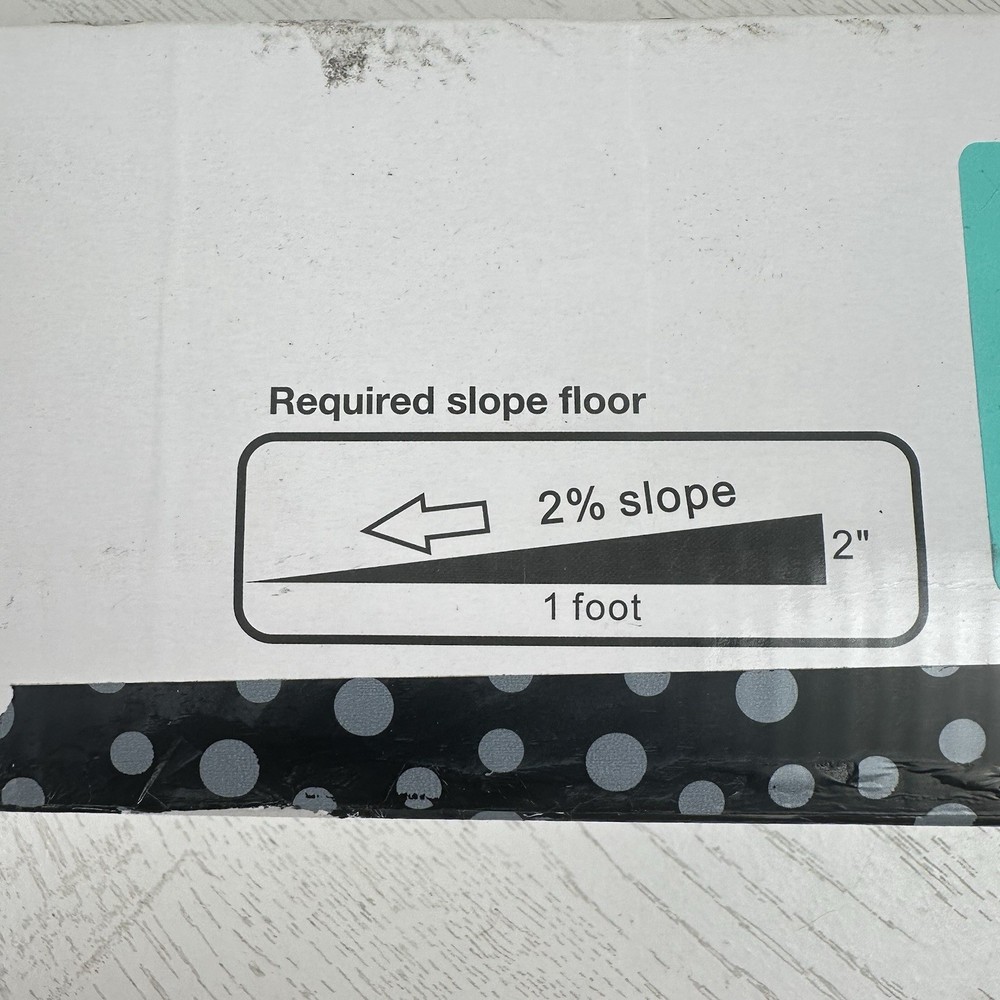 Required slope floor
2% slope
2"
1 foot